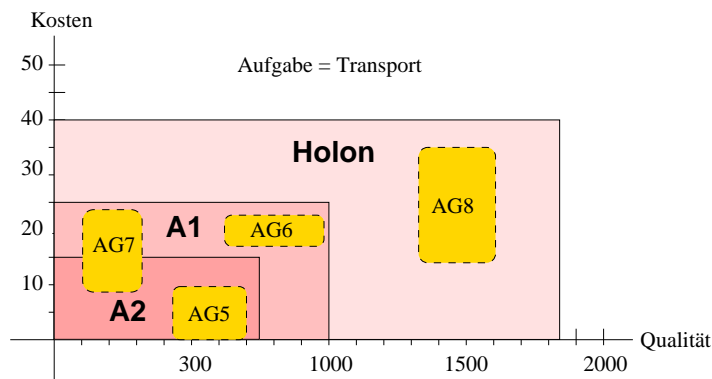 Kosten
50
Aufgabe = Transport
40
Holon
30
A1
AG8
20
AG6
AG7
10
A2
AG5
Qualität
300
1000
1500
2000